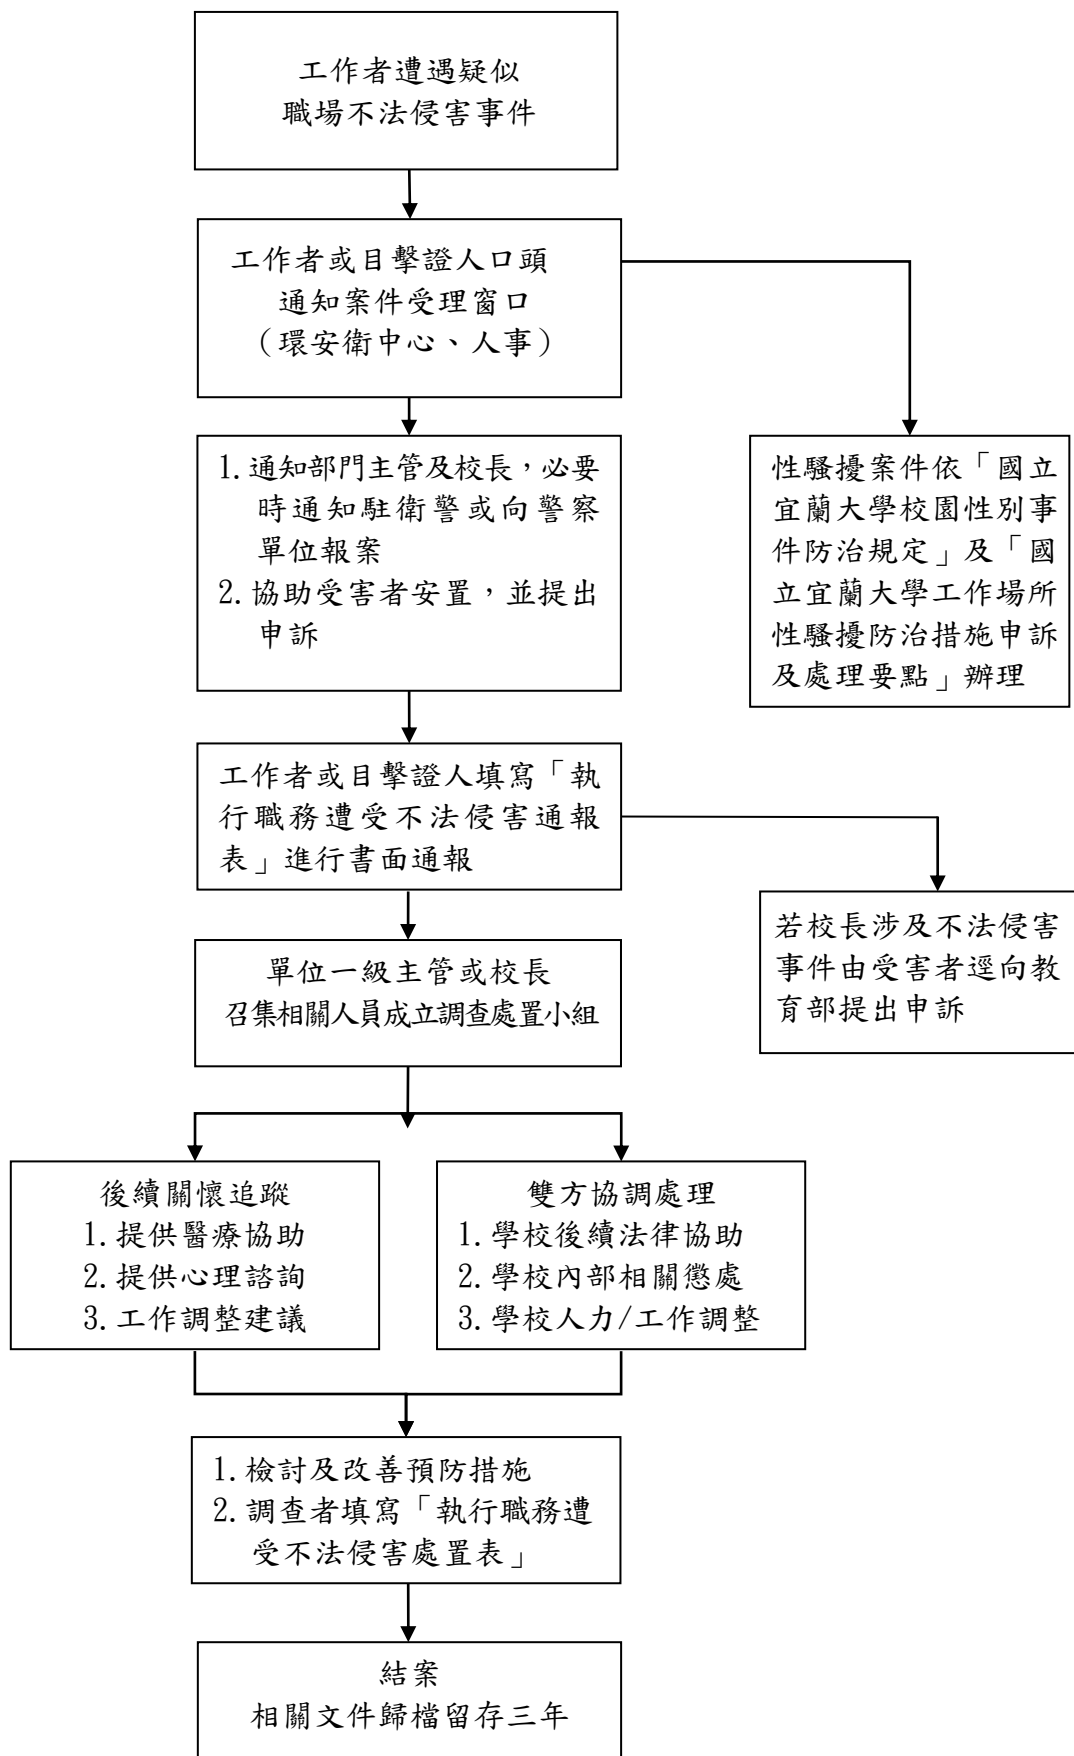 工作者遭遇疑似
職場不法侵害事件
工作者或目擊證人口頭
通知案件受理窗口
（環安衛中心、人事）
1.通知部門主管及校長，必要
時通知駐衛警或向警察
單位報案
2.協助受害者安置，並提出
申訴
性騷擾案件依「國立
宜蘭大學校園性別事
件防治規定」及「國
立宜蘭大學工作場所
性騷擾防治措施申訴
及處理要點」辦理
工作者或目擊證人填寫「執
行職務遭受不法侵害通報
表」進行書面通報
若校長涉及不法侵害
事件由受害者逕向教
育部提出申訴
單位一級主管或校長
召集相關人員成立調查處置小組
後續關懷追蹤
1.提供醫療協助
2.提供心理諮詢
3.工作調整建議
雙方協調處理
1.學校後續法律協助
2.學校內部相關懲處
3.學校人力/工作調整
1.檢討及改善預防措施
2.調查者填寫「執行職務遭
受不法侵害處置表」
結案
相關文件歸檔留存三年